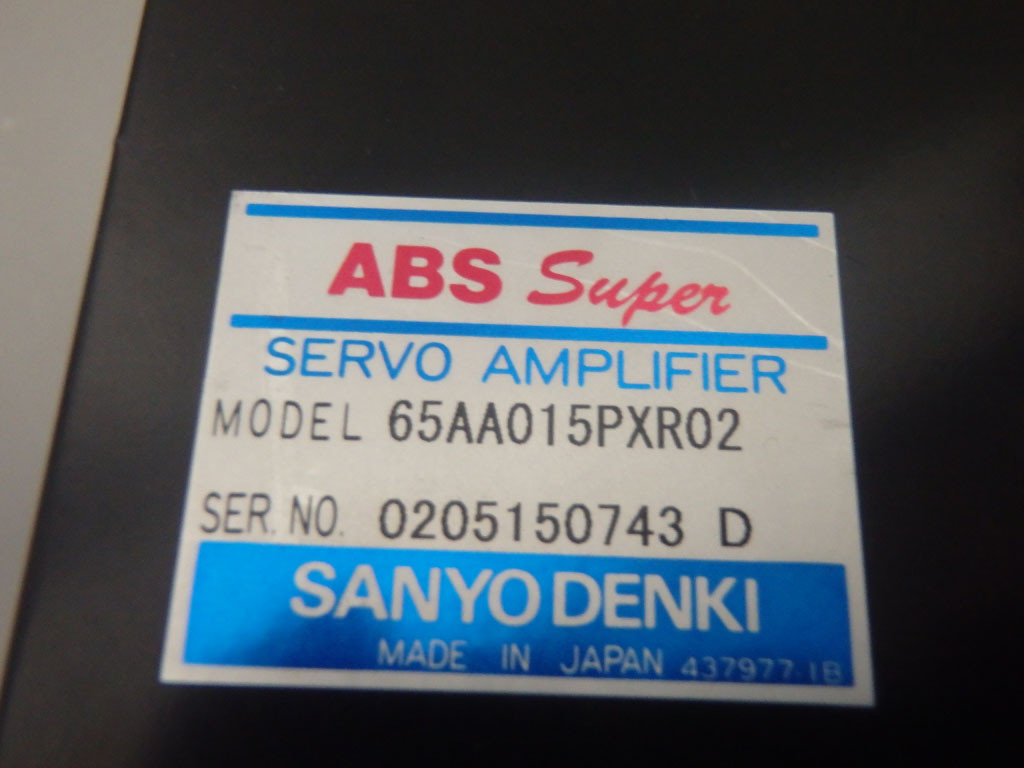 ABS Super
SERVO AMPLIFIER
MODEL 65AA015PXR02
SER. NO. 0205150743 D
SANYO DENKI
MADE IN JAPAN 437977-1B